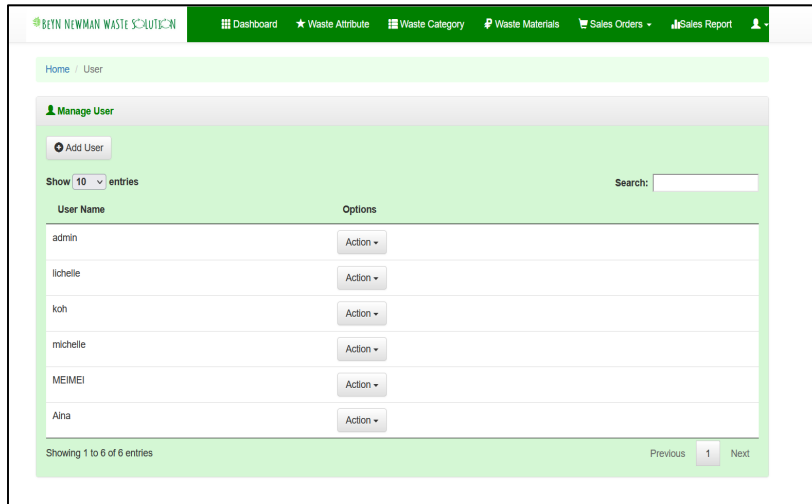 BEYN NEWMAN WASTE SOLUTION Dashboard Waste Attribute Waste Category Waste Materials Sales Orders Sales Report
Home / User
Manage User
Add User
Show 10 entries Search:
User Name Options
admin Action
lichelle Action
koh Action
michelle Action
MEIMEI Action
Aina Action
Showing 1 to 6 of 6 entries Previous 1 Next